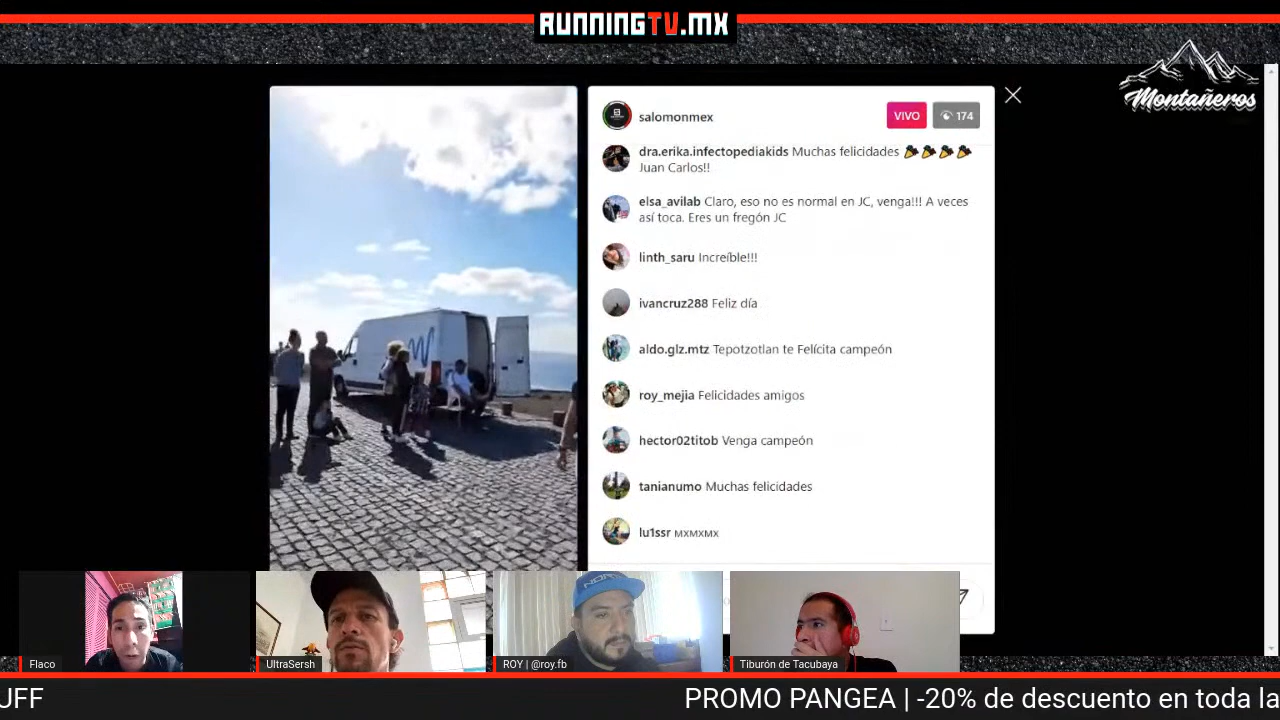 RUNNINGTV.MX
Montañeros
salomonmex
VIVO
174
dra.erika.infectopediakids Muchas felicidades
Juan Carlos!!
elsa_avilab Claro, eso no es normal en JC, venga!!! A veces
así toca. Eres un fregón JC
linth_saru Increíble!!!
ivancruz288 Feliz día
aldo.glz.mtz Tepotzotlan te Felícita campeón
roy_mejia Felicidades amigos
hector02titob Venga campeón
tanianumo Muchas felicidades
lu1ssr MXMXMX
Flaco
UltraSersh
ROY | @roy.fb
Tiburón de Tacubaya
UFF
PROMO PANGEA | -20% de descuento en toda la